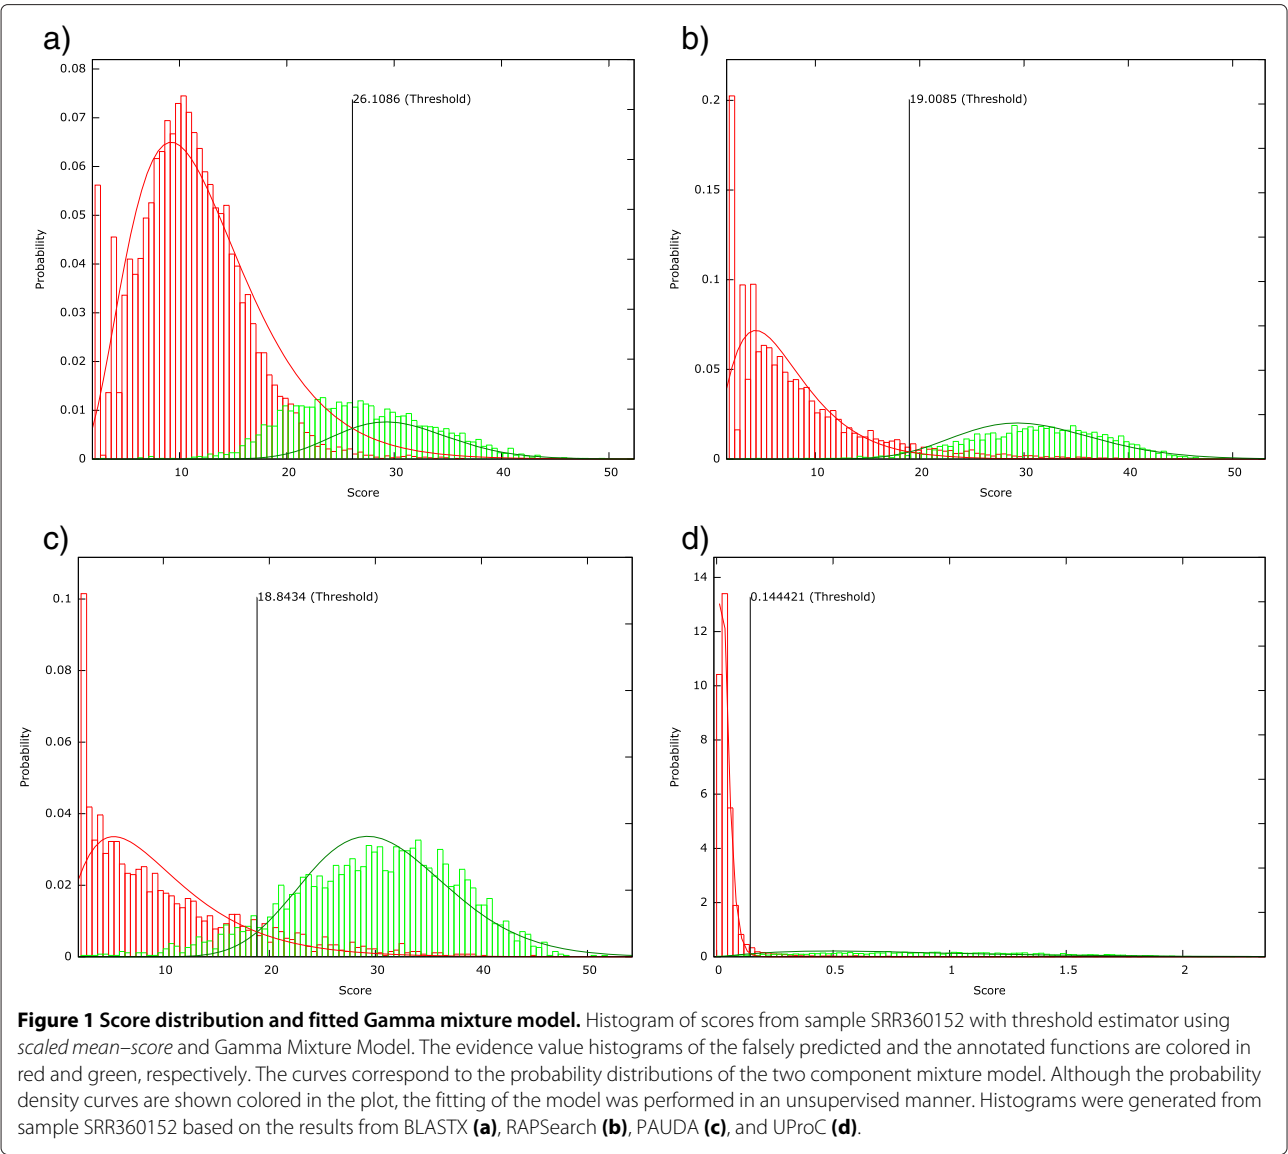 a)
0.08
0.07
0.06
0.05
0.04
0.03
0.02
0.01
0
Probability
26.1086 (Threshold)
10
20
30
40
50
Score
b)
0.2
0.15
0.1
0.05
0
Probability
19.0085 (Threshold)
10
20
30
40
50
Score
c)
0.1
0.08
0.06
0.04
0.02
0
Probability
18.8434 (Threshold)
10
20
30
40
50
Score
d)
14
12
10
8
6
4
2
0
Probability
0.144421 (Threshold)
0
0.5
1
1.5
2
Score
Figure 1 Score distribution and fitted Gamma mixture model. Histogram of scores from sample SRR360152 with threshold estimator using
scaled mean–score and Gamma Mixture Model. The evidence value histograms of the falsely predicted and the annotated functions are colored in
red and green, respectively. The curves correspond to the probability distributions of the two component mixture model. Although the probability
density curves are shown colored in the plot, the fitting of the model was performed in an unsupervised manner. Histograms were generated from
sample SRR360152 based on the results from BLASTX (a), RAPSearch (b), PAUDA (c), and UProC (d).